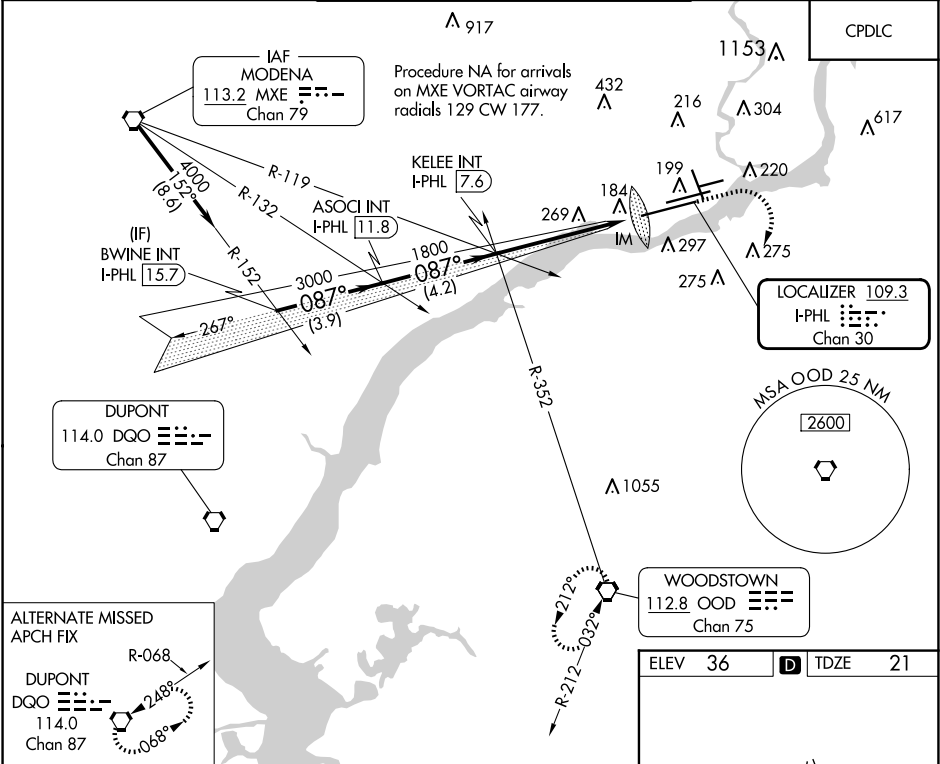 917
CPDLC
1153
IAF
MODENA
113.2 MXE
Chan 79
Procedure NA for arrivals
on MXE VORTAC airway
radials 129 CW 177.
432
216
304
617
4000
152°
(8.6)
R-119
R-132
R-152
KELEE INT
I-PHL 7.6
199
220
184
269
IM
297
275
275
ASOCI INT
I-PHL 11.8
(IF)
BWINE INT
I-PHL 15.7
3000
087°
(3.9)
1800
087°
(4.2)
267°
LOCALIZER 109.3
I-PHL
Chan 30
R-352
MSA OOD 25 NM
2600
DUPONT
114.0 DQO
Chan 87
1055
WOODSTOWN
112.8 OOD
Chan 75
212°
032°
R-212
ALTERNATE MISSED
APCH FIX
R-068
DUPONT
DQO
114.0
Chan 87
248°
068°
ELEV 36 D TDZE 21